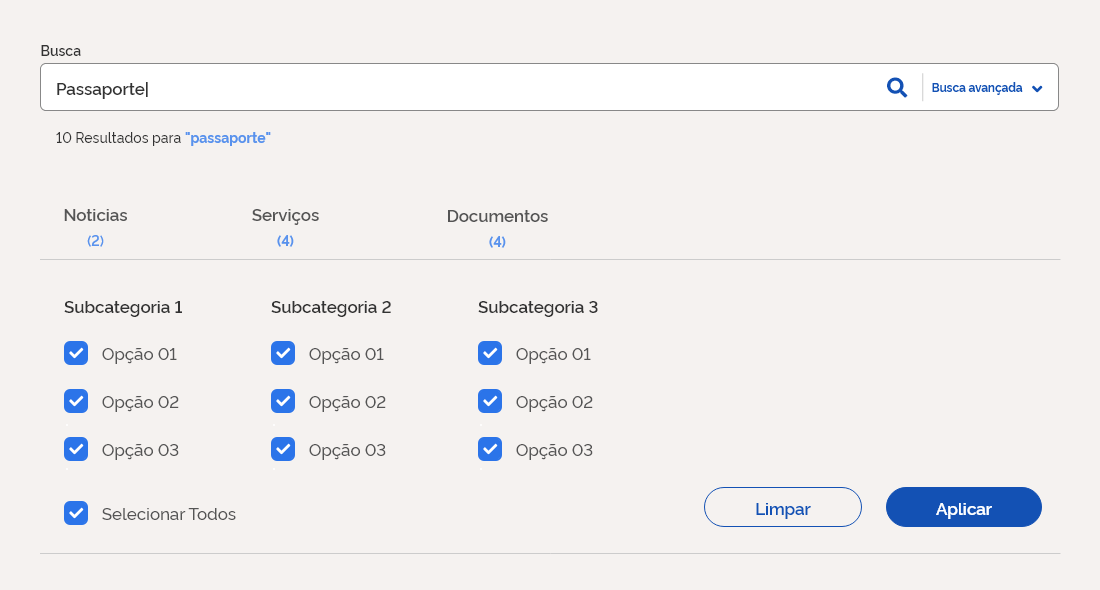 Busca
Passaporte
Busca avançada
10 Resultados para "passaporte"
Noticias Serviços Documentos
(2) (4) (4)
Subcategoria 1 Subcategoria 2 Subcategoria 3
Opção 01 Opção 01 Opção 01
Opção 02 Opção 02 Opção 02
Opção 03 Opção 03 Opção 03
Selecionar Todos Limpar Aplicar